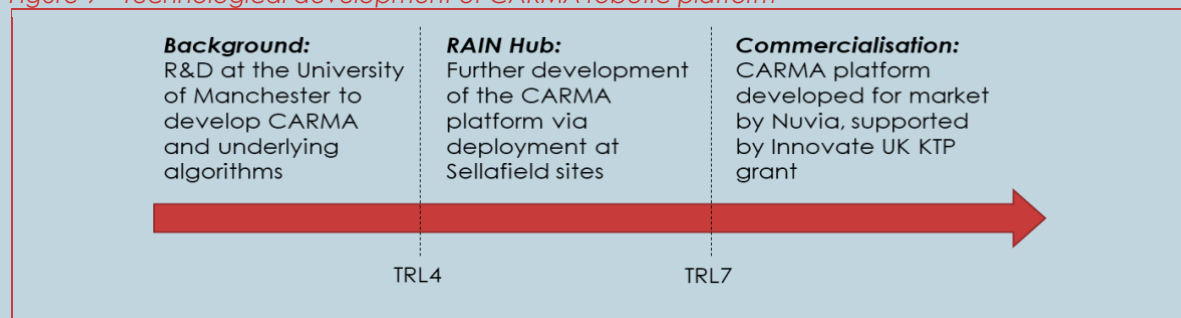 Background:
R&D at the University
of Manchester to
develop CARMA
and underlying
algorithms
RAIN Hub:
Further development
of the CARMA
platform via
deployment at
Sellafield sites
Commercialisation:
CARMA platform
developed for market
by Nuvia, supported
by Innovate UK KTP
grant
TRL4
TRL7